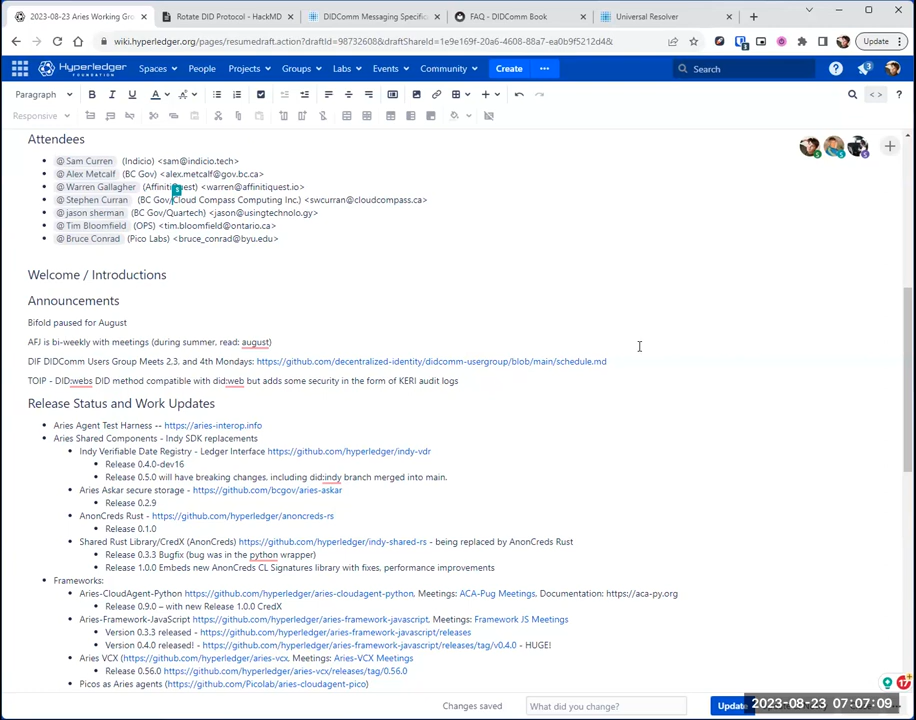 2023-08-23 Aries Working Gro
Rotate DID Protocol - HackMD
DIDComm Messaging Specific
FAQ - DIDComm Book
Universal Resolver
wiki.hyperledger.org/pages/resumedraft.action?draftId=98732608&draftShareId=1e9e169f-20a6-4608-88a7-ea0b9f5212d4&
Update
HYPERLEDGER FOUNDATION
Spaces
People
Projects
Groups
Labs
Events
Community
Create
Search
3
Paragraph
B I U A
Responsive
Attendees
@Sam Curren (Indicio) <sam@indicio.tech>
@Alex Metcalf (BC Gov) <alex.metcalf@gov.bc.ca>
@Warren Gallagher (AffinitiQuest) <warren@affinitiquest.io>
@Stephen Curran (BC Gov/Cloud Compass Computing Inc.) <swcurran@cloudcompass.ca>
@jason sherman (BC Gov/Quartech) <jason@usingtechnolo.gy>
@Tim Bloomfield (OPS) <tim.bloomfield@ontario.ca>
@Bruce Conrad (Pico Labs) <bruce_conrad@byu.edu>
Welcome / Introductions
Announcements
Bifold paused for August
AFJ is bi-weekly with meetings (during summer, read: august)
DIF DIDComm Users Group Meets 2.3. and 4th Mondays: https://github.com/decentralized-identity/didcomm-usergroup/blob/main/schedule.md
TOIP - DID:webs DID method compatible with did:web but adds some security in the form of KERI audit logs
Release Status and Work Updates
Aries Agent Test Harness -- https://aries-interop.info
Aries Shared Components - Indy SDK replacements
Indy Verifiable Date Registry - Ledger Interface https://github.com/hyperledger/indy-vdr
Release 0.4.0-dev16
Release 0.5.0 will have breaking changes, including did:indy branch merged into main.
Aries Askar secure storage - https://github.com/bcgov/aries-askar
Release 0.2.9
AnonCreds Rust - https://github.com/hyperledger/anoncreds-rs
Release 0.1.0
Shared Rust Library/CredX (AnonCreds) https://github.com/hyperledger/indy-shared-rs - being replaced by AnonCreds Rust
Release 0.3.3 Bugfix (bug was in the python wrapper)
Release 1.0.0 Embeds new AnonCreds CL Signatures library with fixes, performance improvements
Frameworks:
Aries-CloudAgent-Python https://github.com/hyperledger/aries-cloudagent-python, Meetings: ACA-Pug Meetings, Documentation: https://aca-py.org
Release 0.9.0 – with new Release 1.0.0 CredX
Aries-Framework-JavaScript https://github.com/hyperledger/aries-framework-javascript, Meetings: Framework JS Meetings
Version 0.3.3 released - https://github.com/hyperledger/aries-framework-javascript/releases
Version 0.4.0 released! - https://github.com/hyperledger/aries-framework-javascript/releases/tag/v0.4.0 - HUGE!
Aries VCX (https://github.com/hyperledger/aries-vcx, Meeting: Aries-VCX Meetings
Release 0.56.0 https://github.com/hyperledger/aries-vcx/releases/tag/0.56.0
Picos as Aries agents (https://github.com/Picolab/aries-cloudagent-pico)
Changes saved
What did you change?
Update
2023-08-23 07:07:09